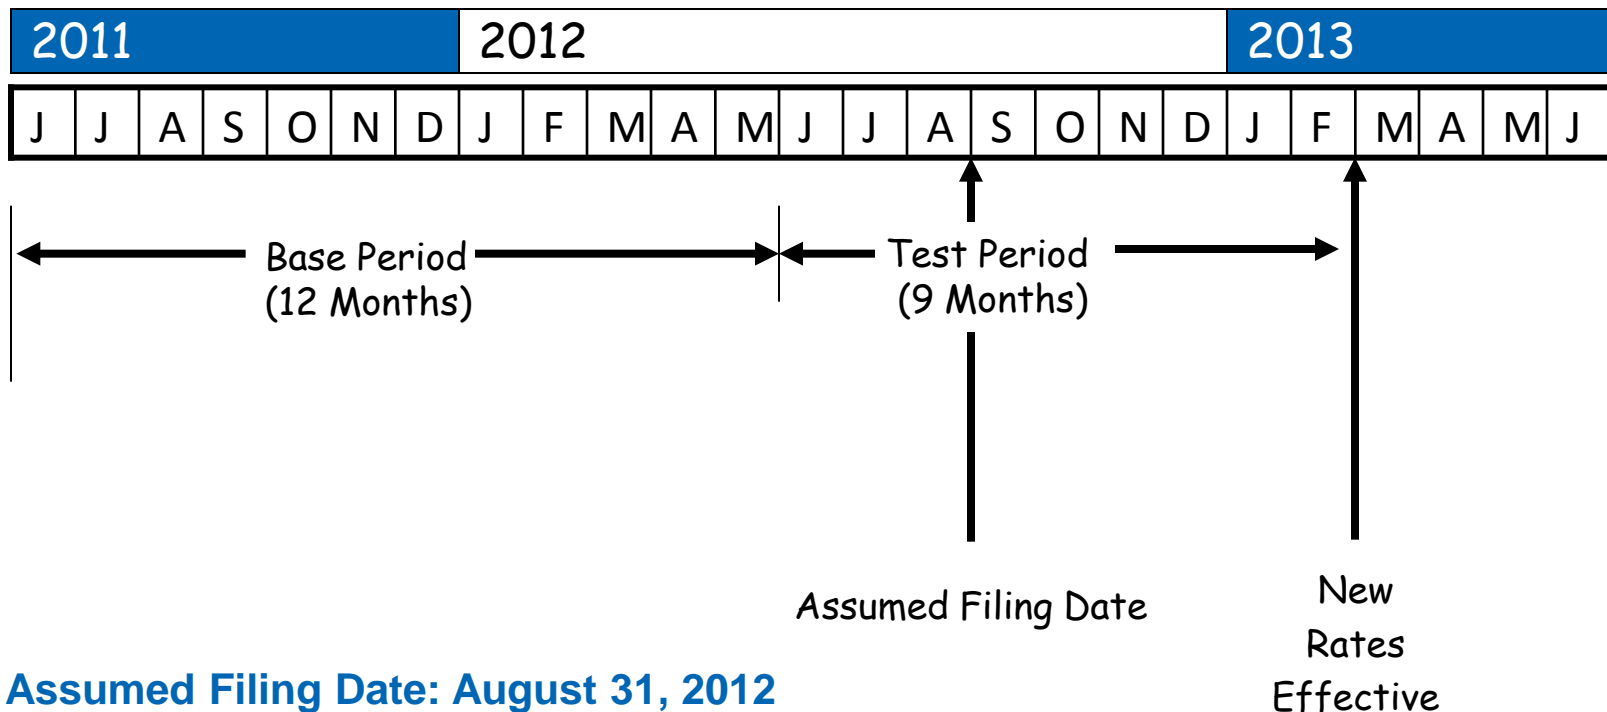 2011 2012 2013
J J A S O N D J F M A M J J A S O N D J F M A M J
Base Period
(12 Months)
Test Period
(9 Months)
Assumed Filing Date
New
Rates
Effective
Assumed Filing Date: August 31, 2012